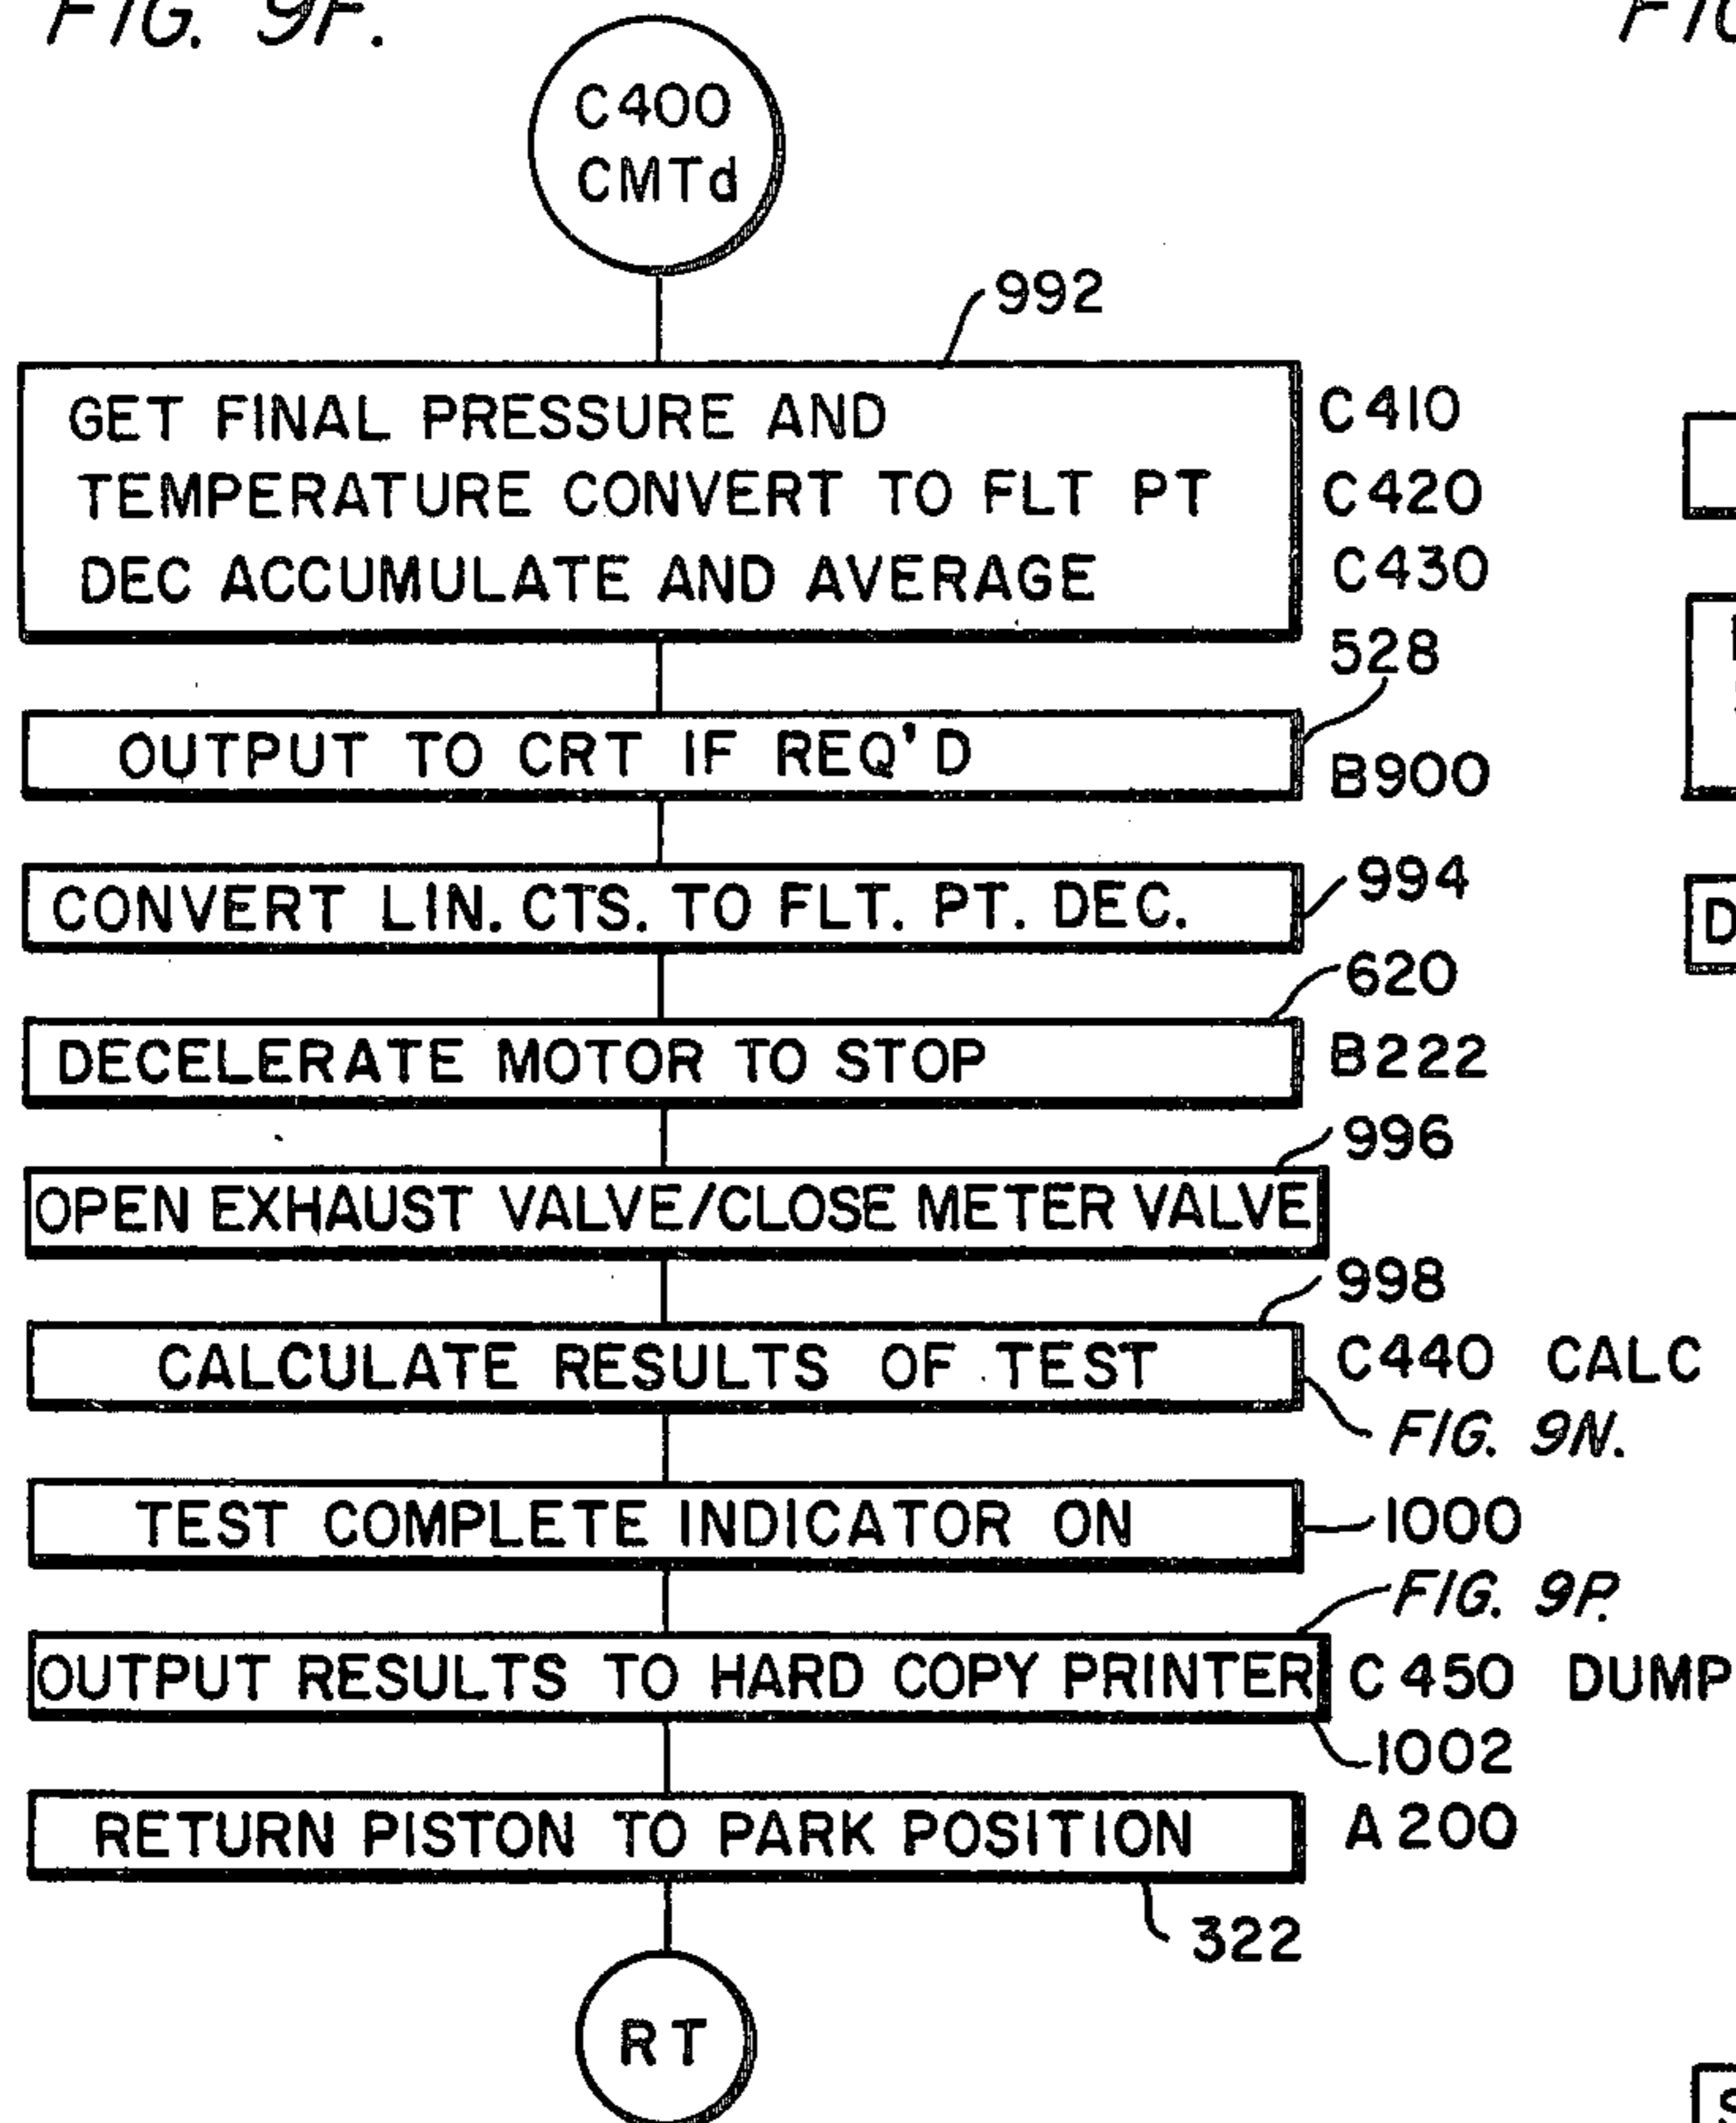 FIG. 9F.
C400
CMTd
992
GET FINAL PRESSURE AND
TEMPERATURE CONVERT TO FLT PT
DEC ACCUMULATE AND AVERAGE
C410
C420
C430
528
OUTPUT TO CRT IF REQ'D
B900
CONVERT LIN. CTS. TO FLT. PT. DEC.
994
620
DECELERATE MOTOR TO STOP
B222
996
OPEN EXHAUST VALVE/CLOSE METER VALVE
998
CALCULATE RESULTS OF TEST
C440 CALC
FIG. 9N.
TEST COMPLETE INDICATOR ON
1000
FIG. 9P.
OUTPUT RESULTS TO HARD COPY PRINTER
C450 DUMP
1002
RETURN PISTON TO PARK POSITION
A200
322
RT